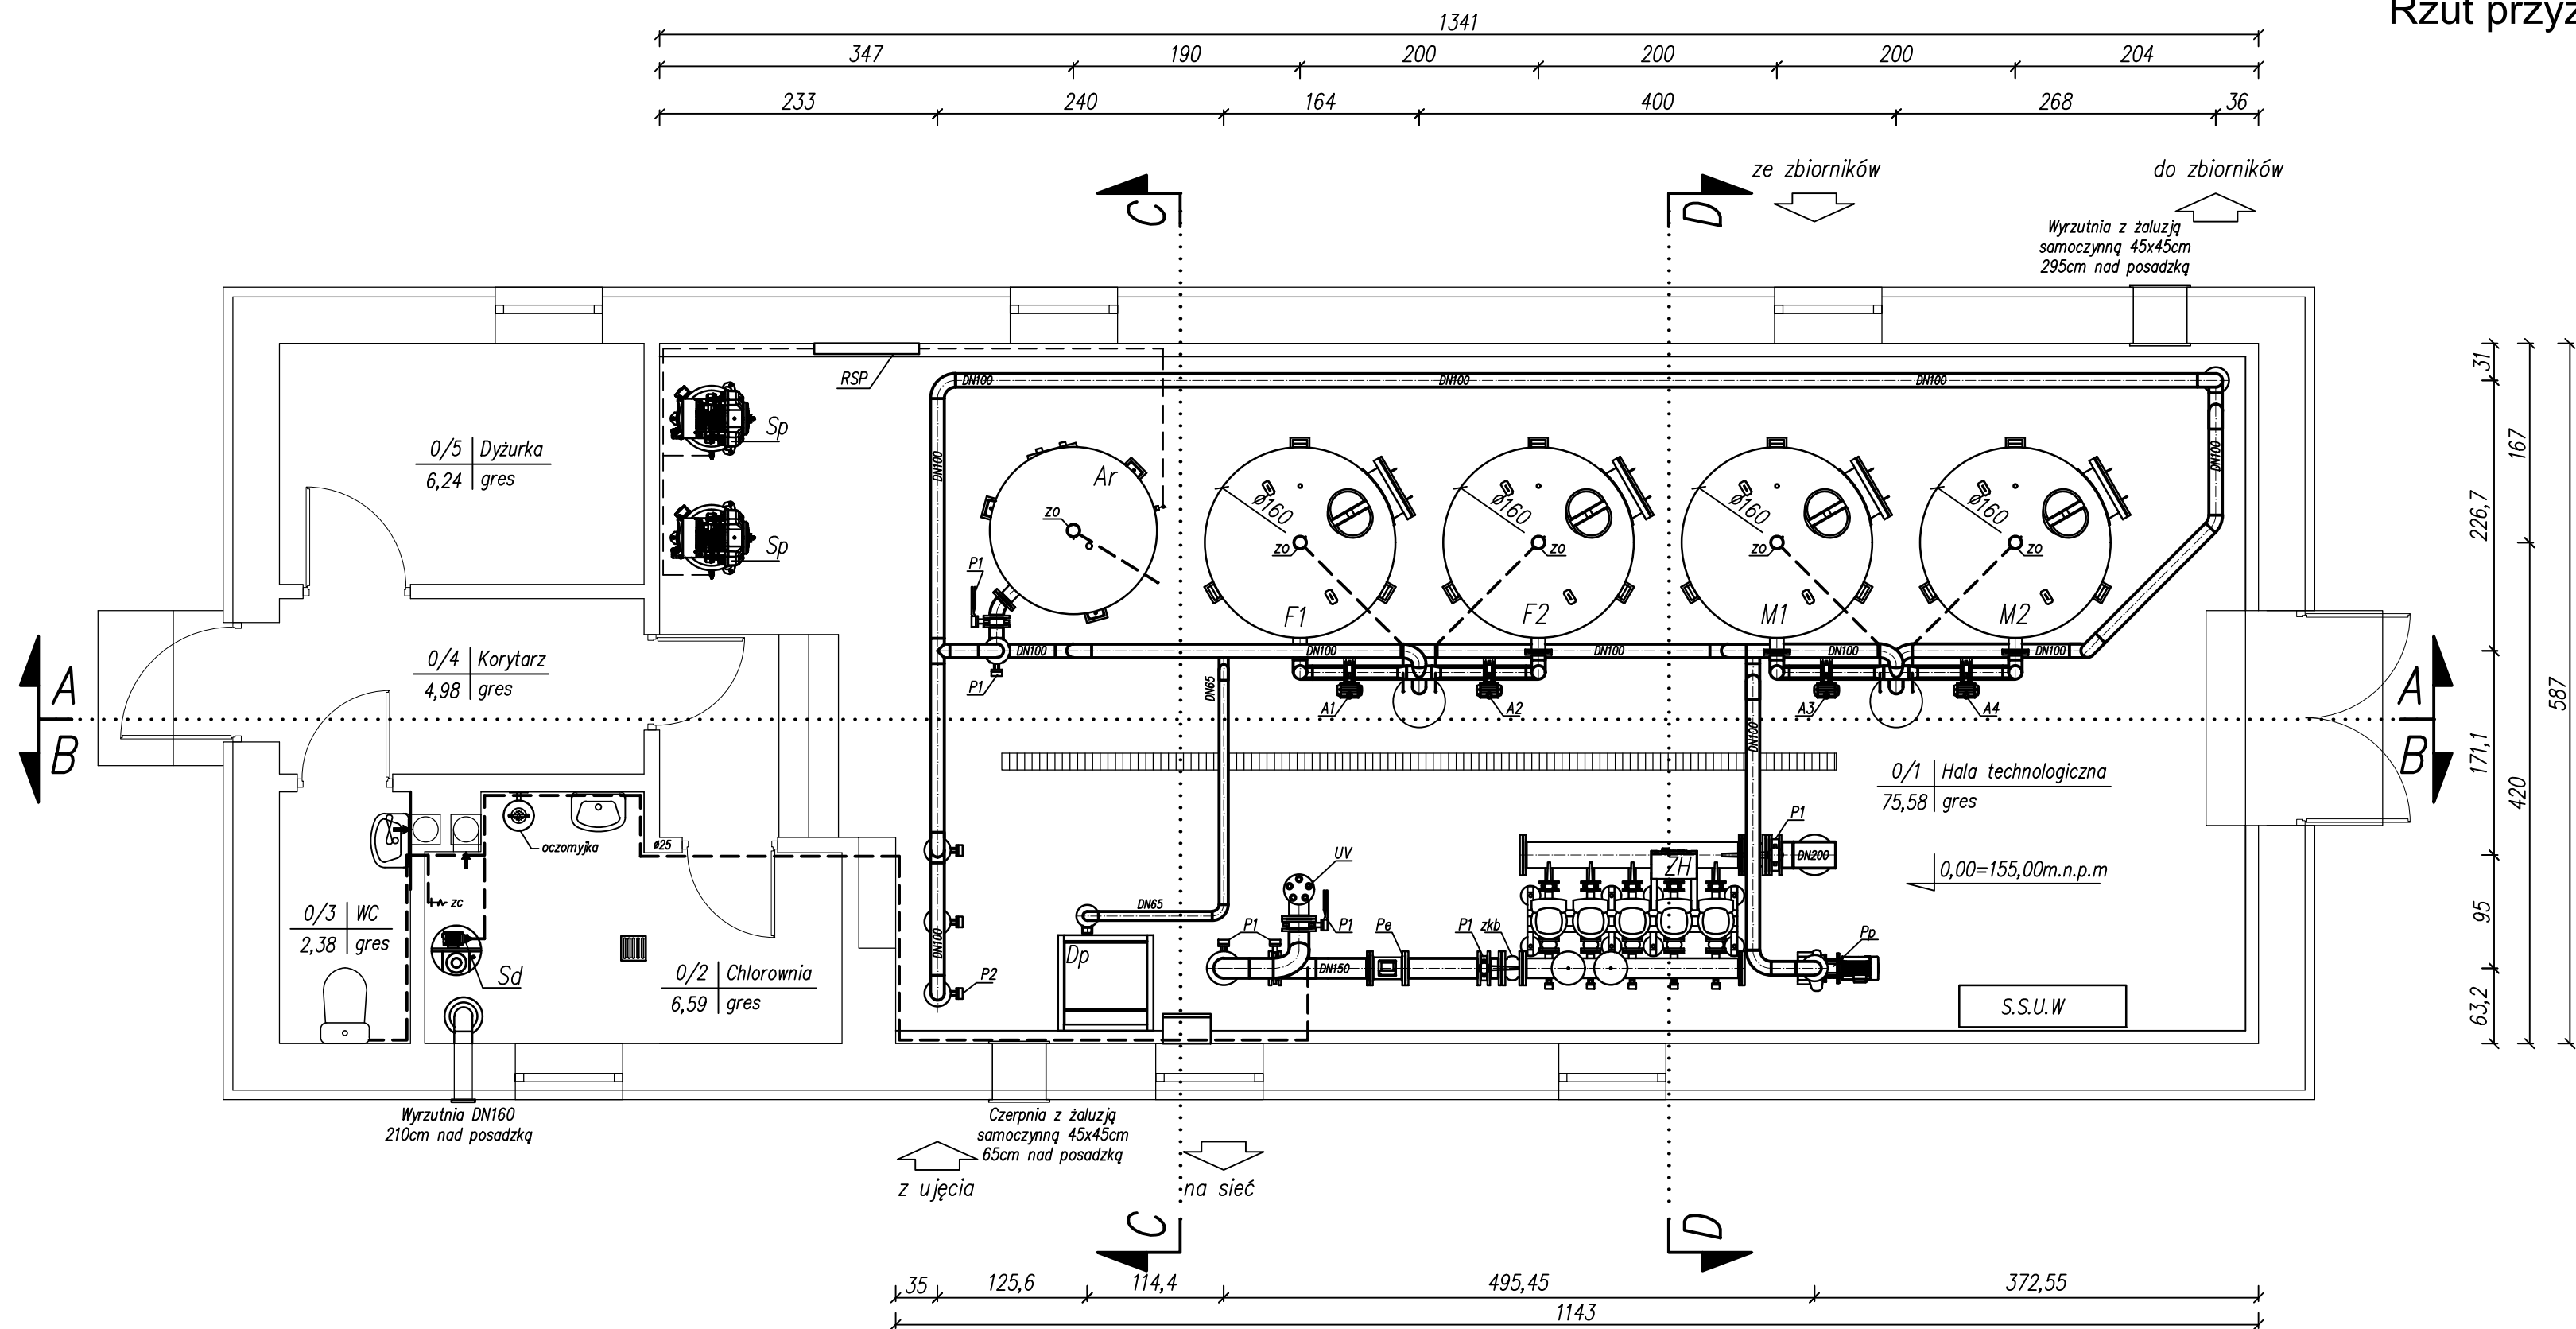 Rzut przyz
1341
347 190 200 200 200 204
233 240 164 400 268 36
C
D
ze zbiorników
do zbiorników
Wyrzutnia z żaluzją
samoczynną 45x45cm
295cm nad posadzką
RSP
DN100 DN100 DN100
Sp
Sp
DN100
DN100
0/5 Dyżurka
6,24 gres
Ar
zo
P1
Ø160
zo
F1
Ø160
zo
F2
Ø160
zo
M1
Ø160
zo
M2
31
167
226,7
587
171,1
420
95
63,2
0/4 Korytarz
4,98 gres
A
B
A
B
DN100 DN100 DN100 DN100 DN100
P1
DN65
A1 A2 A3 A4
DN100
0/1 Hala technologiczna
75,58 gres
0,00=155,00m.n.p.m
P1
DN200
ZH
UV
oczomyjka
ø25
zc
0/3 WC
2,38 gres
Sd
0/2 Chlorownia
6,59 gres
DN100
P2
DN65
Dp
P1
P1
DN150
Pe
P1 zkb
Pp
S.S.U.W
Wyrzutnia DN160
210cm nad posadzką
Czerpnia z żaluzją
samoczynną 45x45cm
65cm nad posadzką
z ujęcia
na sieć
C
D
35 125,6 114,4 495,45 372,55
1143